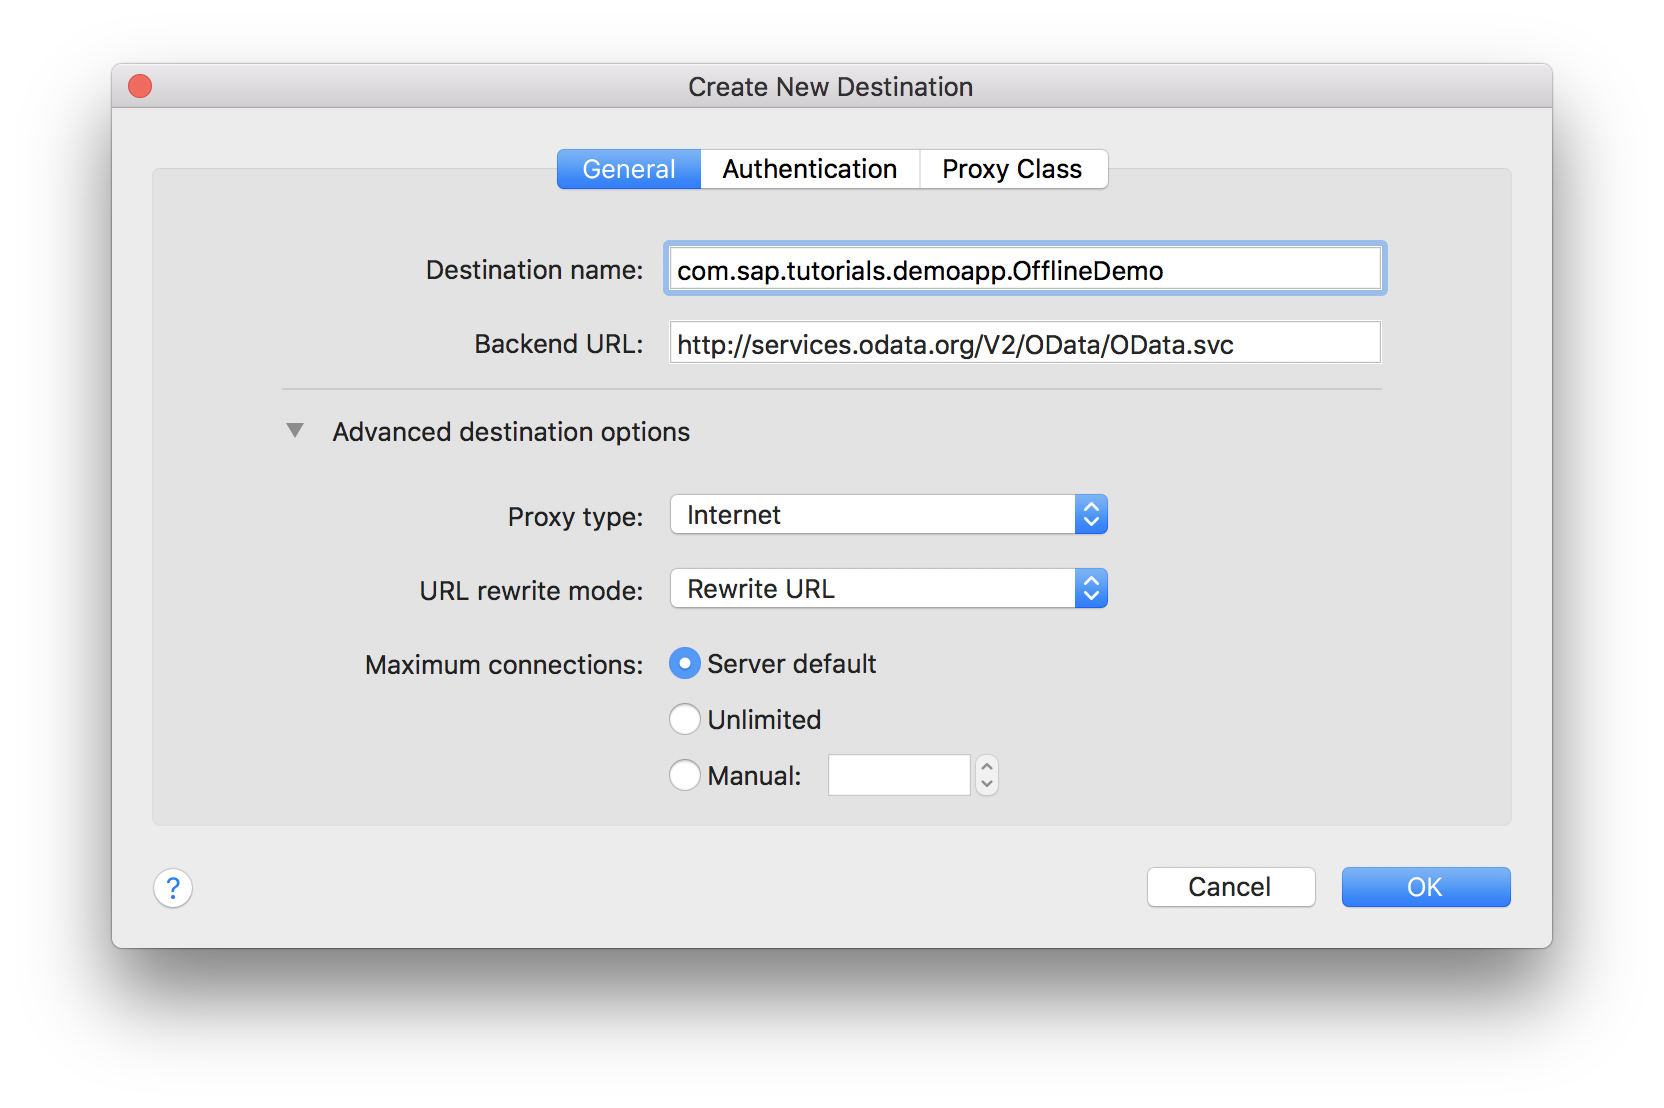 Create New Destination
General Authentication Proxy Class
Destination name: com.sap.tutorials.demoapp.OfflineDemo
Backend URL: http://services.odata.org/V2/OData/OData.svc
Advanced destination options
Proxy type: Internet
URL rewrite mode: Rewrite URL
Maximum connections: Server default
Unlimited
Manual:
? Cancel OK